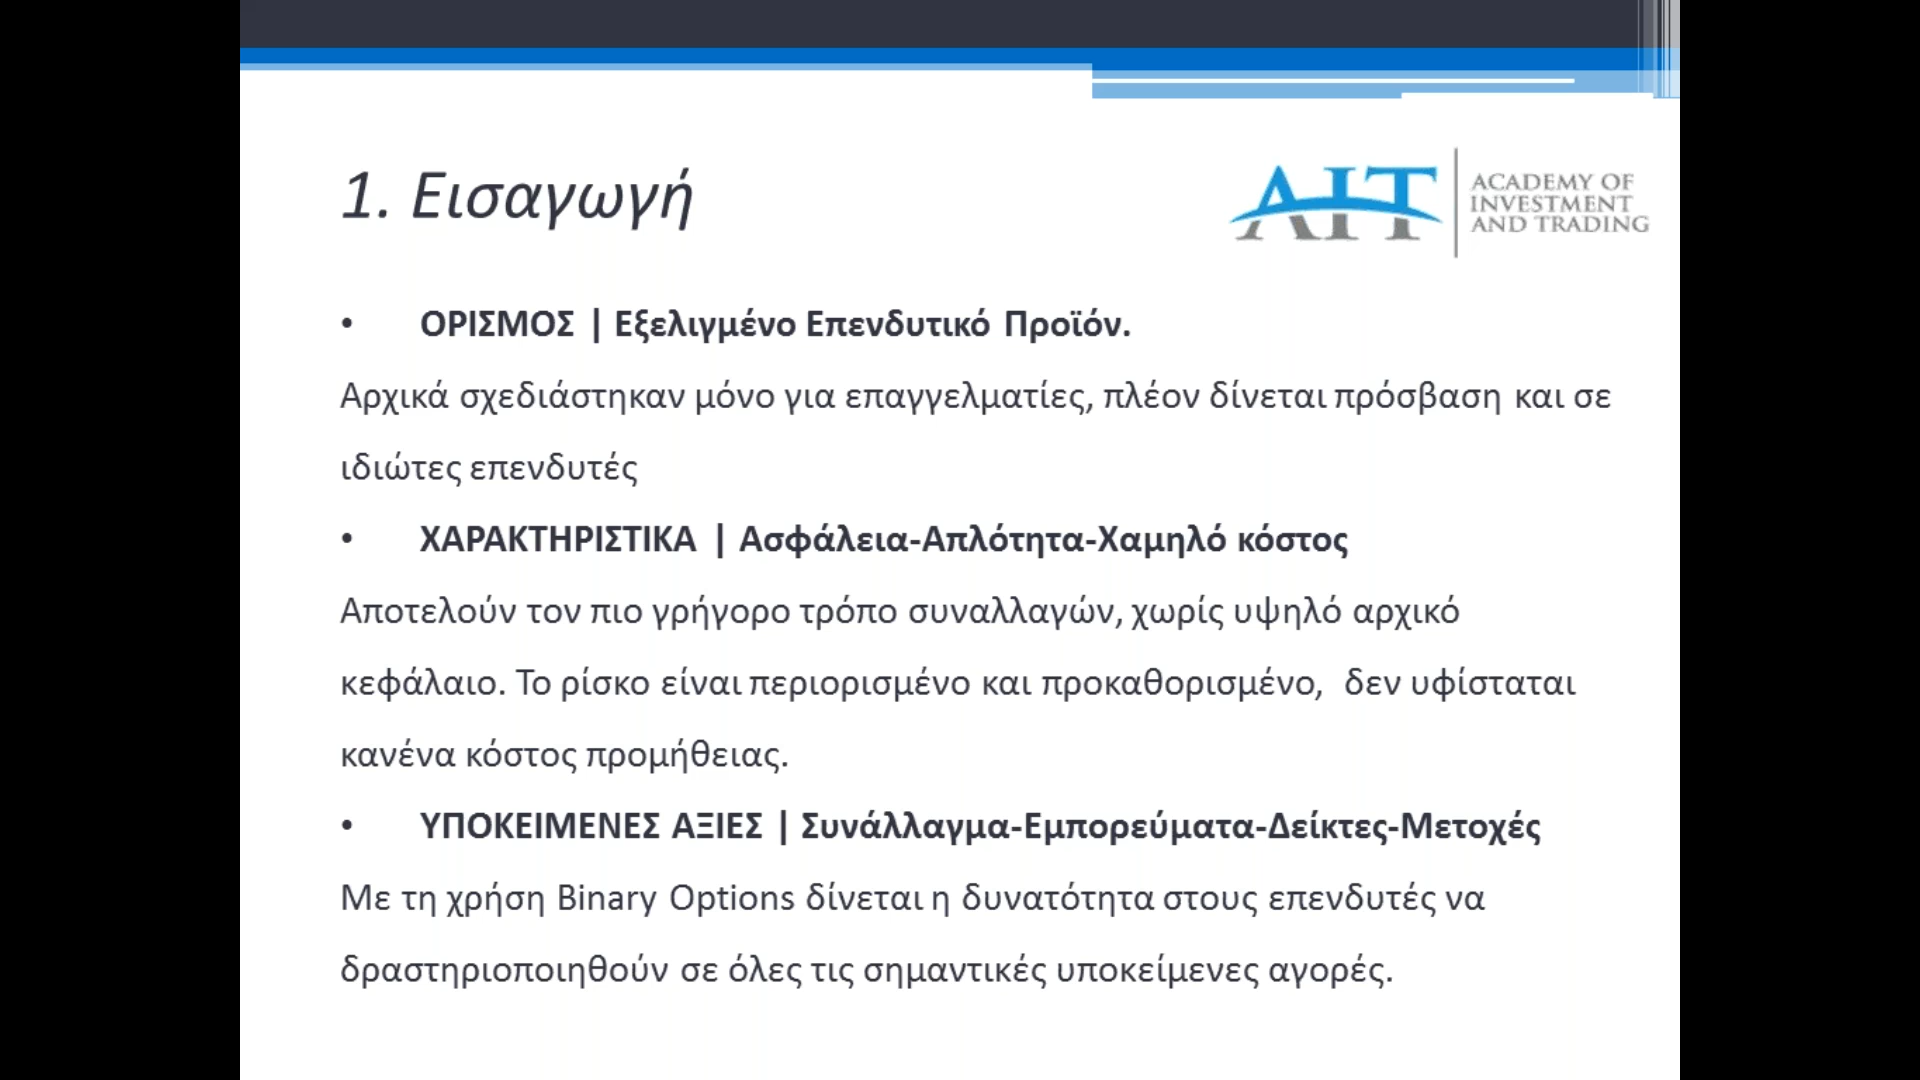 1. Εισαγωγή
AIT
ACADEMY OF
INVESTMENT
AND TRADING
• ΟΡΙΣΜΟΣ | Εξελιγμένο Επενδυτικό Προϊόν.
Αρχικά σχεδιάστηκαν μόνο για επαγγελματίες, πλέον δίνεται πρόσβαση και σε
ιδιώτες επενδυτές
• ΧΑΡΑΚΤΗΡΙΣΤΙΚΑ | Ασφάλεια-Απλότητα-Χαμηλό κόστος
Αποτελούν τον πιο γρήγορο τρόπο συναλλαγών, χωρίς υψηλό αρχικό
κεφάλαιο. Το ρίσκο είναι περιορισμένο και προκαθορισμένο, δεν υφίσταται
κανένα κόστος προμήθειας.
• ΥΠΟΚΕΙΜΕΝΕΣ ΑΞΙΕΣ | Συνάλλαγμα-Εμπορεύματα-Δείκτες-Μετοχές
Με τη χρήση Binary Options δίνεται η δυνατότητα στους επενδυτές να
δραστηριοποιηθούν σε όλες τις σημαντικές υποκείμενες αγορές.